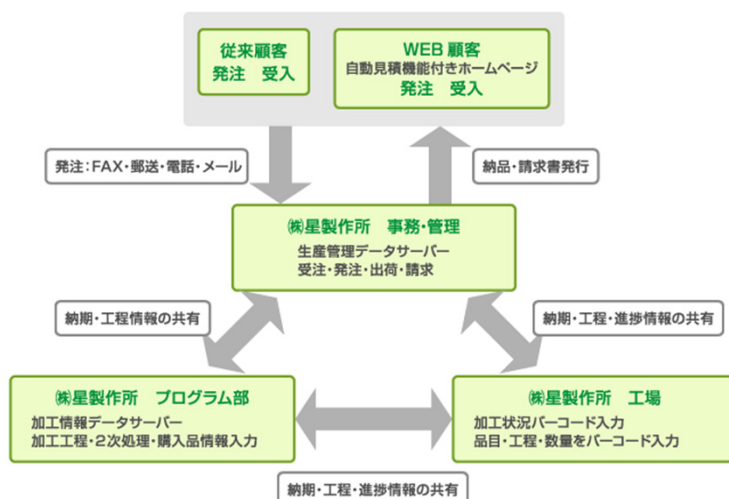 従来顧客
発注　受入
WEB 顧客
自動見積機能付きホームページ
発注　受入
発注：FAX・郵送・電話・メール
納品・請求書発行
㈱星製作所　事務・管理
生産管理データサーバー
受注・発注・出荷・請求
納期・工程情報の共有
納期・工程・進捗情報の共有
㈱星製作所　プログラム部
加工情報データサーバー
加工工程・2次処理・購入品情報入力
㈱星製作所　工場
加工状況バーコード入力
品目・工程・数量をバーコード入力
納期・工程・進捗情報の共有